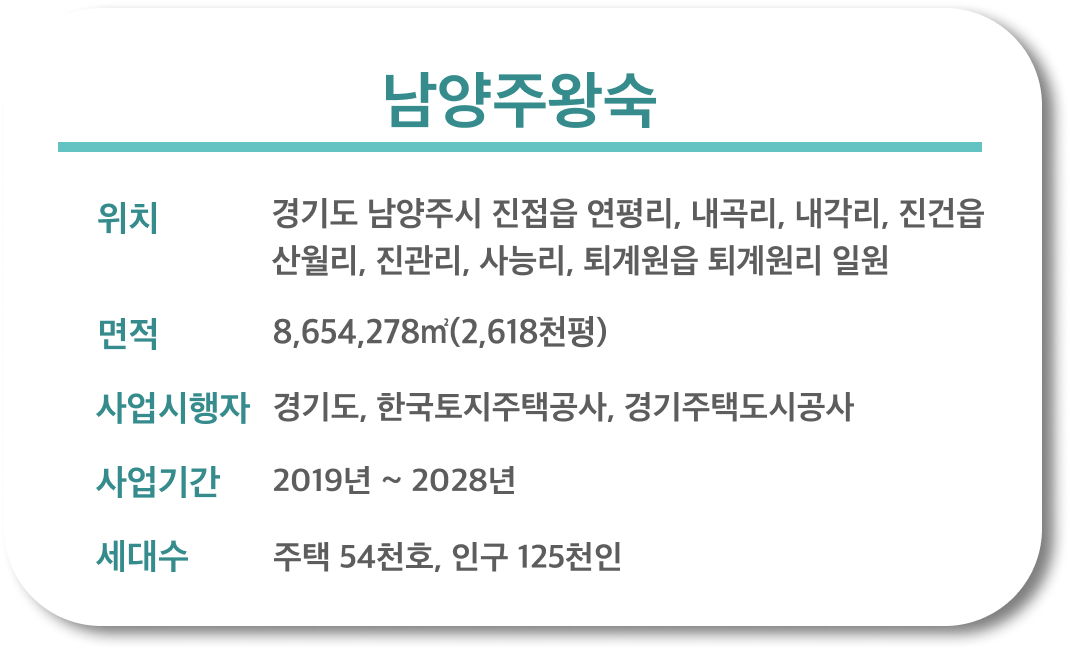 남양주왕숙
위치 경기도 남양주시 진접읍 연평리, 내곡리, 내각리, 진건읍
산월리, 진관리, 사능리, 퇴계원읍 퇴계원리 일원
면적 8,654,278㎡(2,618천평)
사업시행자 경기도, 한국토지주택공사, 경기주택도시공사
사업기간 2019년 ~ 2028년
세대수 주택 54천호, 인구 125천인